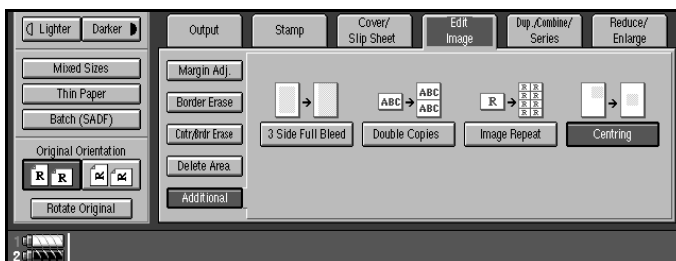 Lighter
Darker
Mixed Sizes
Thin Paper
Batch (SADF)
Original Orientation
R R R R
Rotate Original
1
2
Output
Stamp
Cover/
Slip Sheet
Edit
Image
Dup./Combine/
Series
Reduce/
Enlarge
Margin Adj.
Border Erase
Cntr/Brdr Erase
Delete Area
Additional
3 Side Full Bleed
ABC
ABC
ABC
Double Copies
R
R R
R R
R R
R R
Image Repeat
Centring